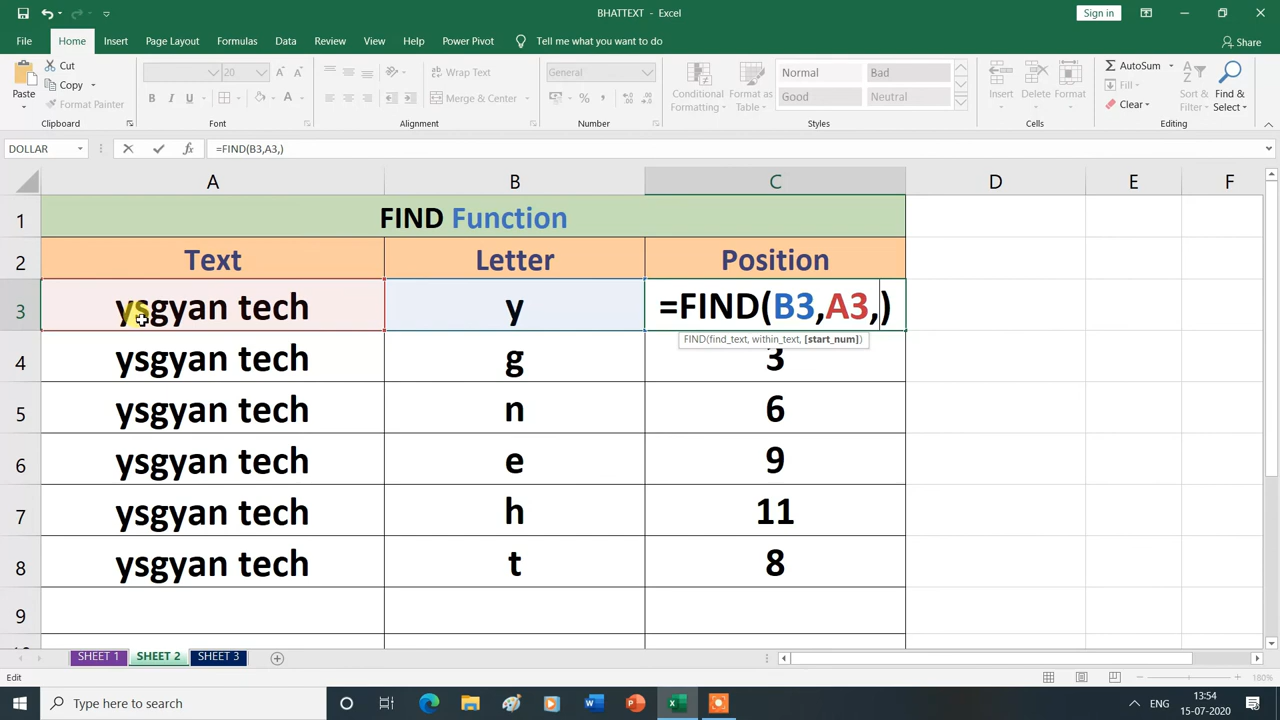 BHATTEXT - Excel
Sign in
File Home Insert Page Layout Formulas Data Review View Help Power Pivot Tell me what you want to do Share
Paste
Cut
Copy
Format Painter
20
Wrap Text
Merge & Center
General
Conditional Formatting
Format as Table
Normal Bad
Good Neutral
Insert Delete Format
AutoSum
Fill
Clear
Sort & Filter
Find & Select
Clipboard Font Alignment Number Styles Cells Editing
DOLLAR =FIND(B3,A3,)
A B C D E F
1 FIND Function
2 Text Letter Position
3 ysgyan tech y =FIND(B3,A3,)
FIND(find_text, within_text, [start_num])
4 ysgyan tech g 3
5 ysgyan tech n 6
6 ysgyan tech e 9
7 ysgyan tech h 11
8 ysgyan tech t 8
9
SHEET 1 SHEET 2 SHEET 3
Edit 180%
Type here to search
ENG
13:54
15-07-2020